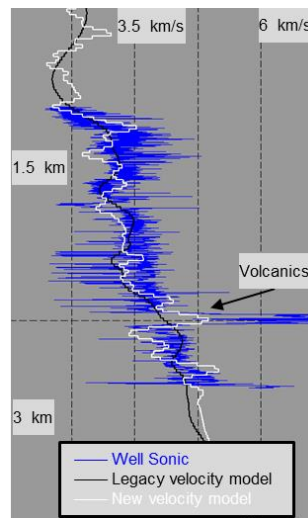 3.5 km/s
6 km/s
1.5 km
Volcanics
3 km
Well Sonic
Legacy velocity model
New velocity model